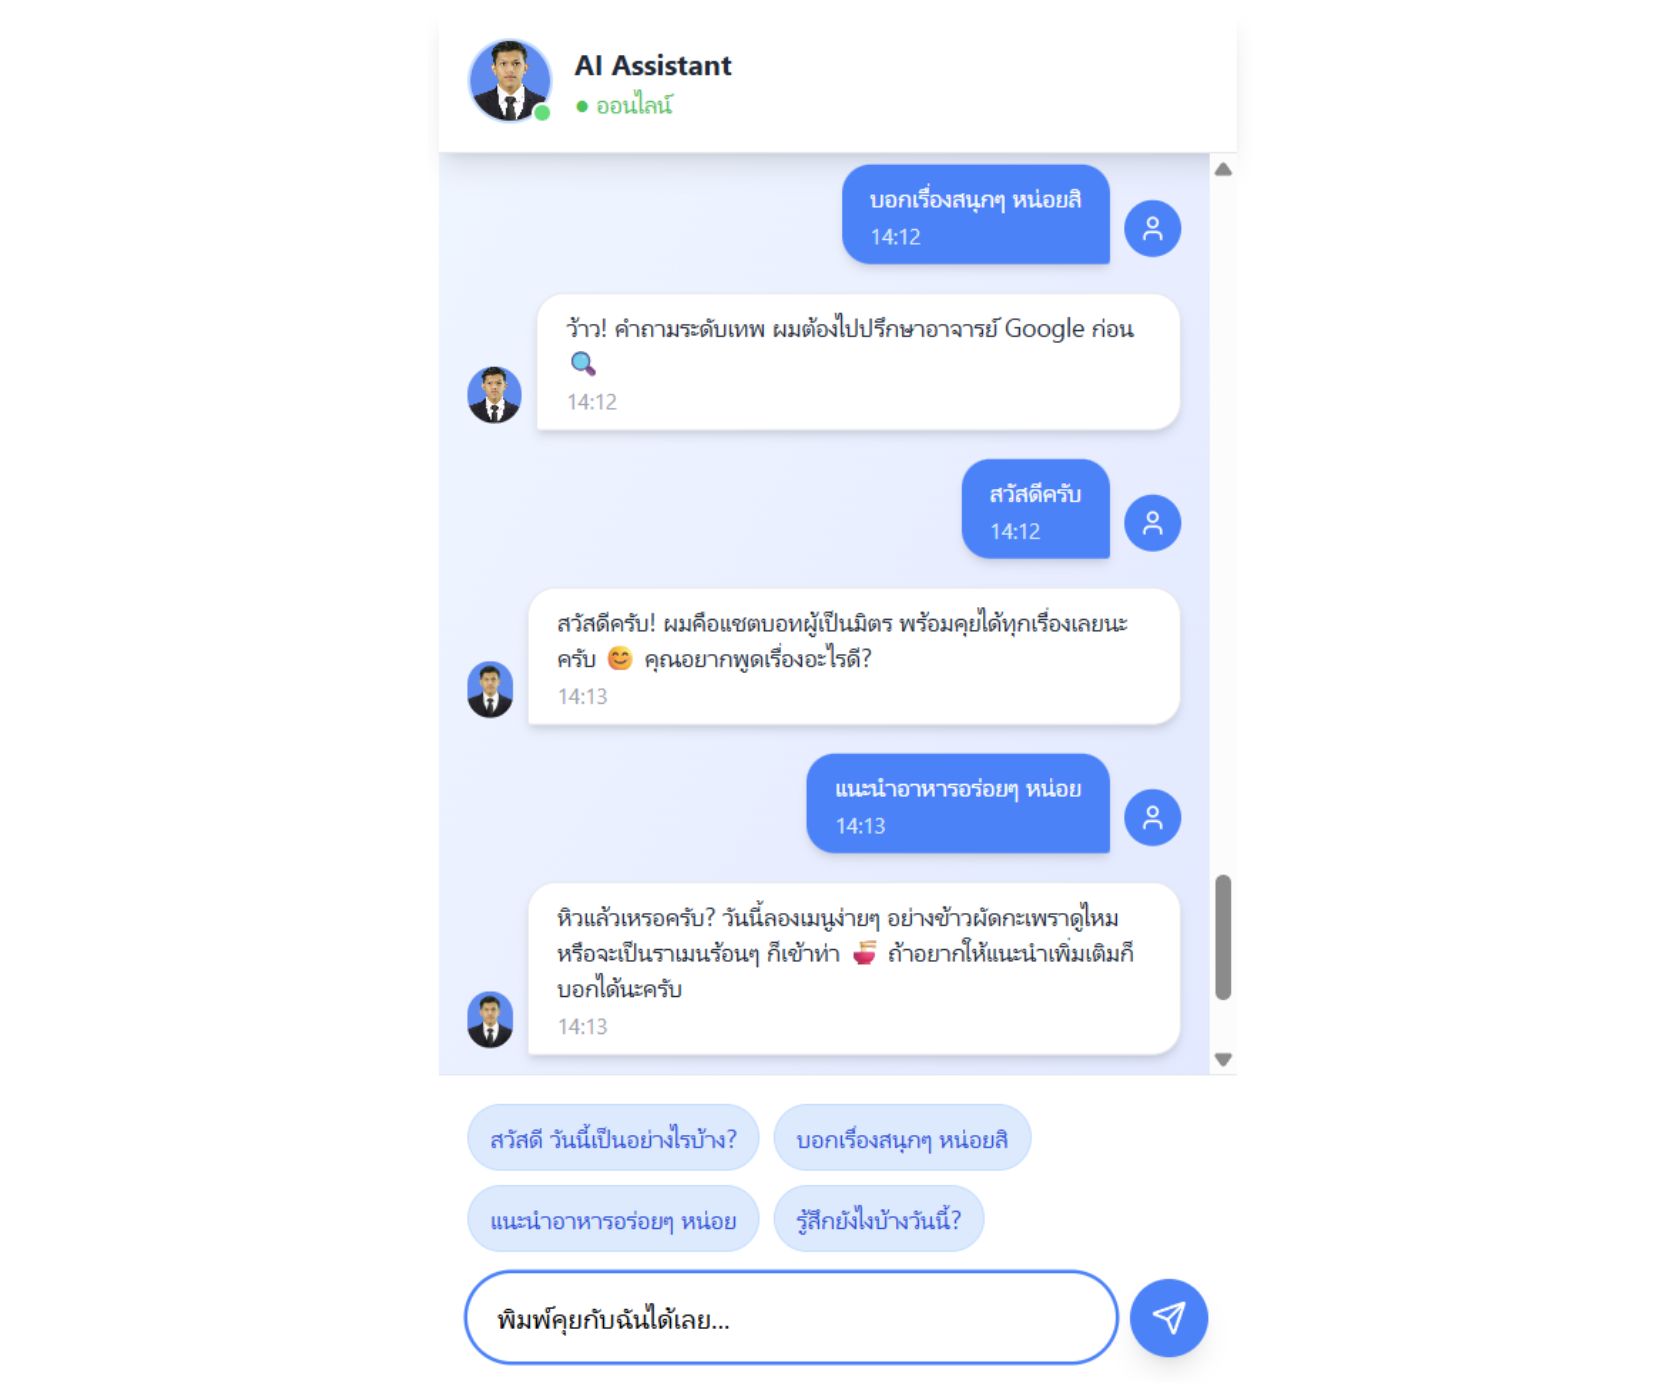 AI Assistant
● ออนไลน์
บอกเรื่องสนุกๆ หน่อยสิ
14:12
ว้าว! คำถามระดับเทพ ผมต้องไปปรึกษาอาจารย์ Google ก่อน
🔍
14:12
สวัสดีครับ
14:12
สวัสดีครับ! ผมคือแชตบอทผู้เป็นมิตร พร้อมคุยได้ทุกเรื่องเลยนะ
ครับ 😊 คุณอยากพูดเรื่องอะไรดี?
14:13
แนะนำอาหารอร่อยๆ หน่อย
14:13
หิวแล้วเหรอครับ? วันนี้ลองเมนูง่ายๆ อย่างข้าวผัดกะเพราดูไหม
หรือจะเป็นราเมนร้อนๆ ก็เข้าท่า 🍜 ถ้าอยากให้แนะนำเพิ่มเติมก็
บอกได้นะครับ
14:13
สวัสดี วันนี้เป็นอย่างไรบ้าง?
บอกเรื่องสนุกๆ หน่อยสิ
แนะนำอาหารอร่อยๆ หน่อย
รู้สึกยังไงบ้างวันนี้?
พิมพ์คุยกับฉันได้เลย...